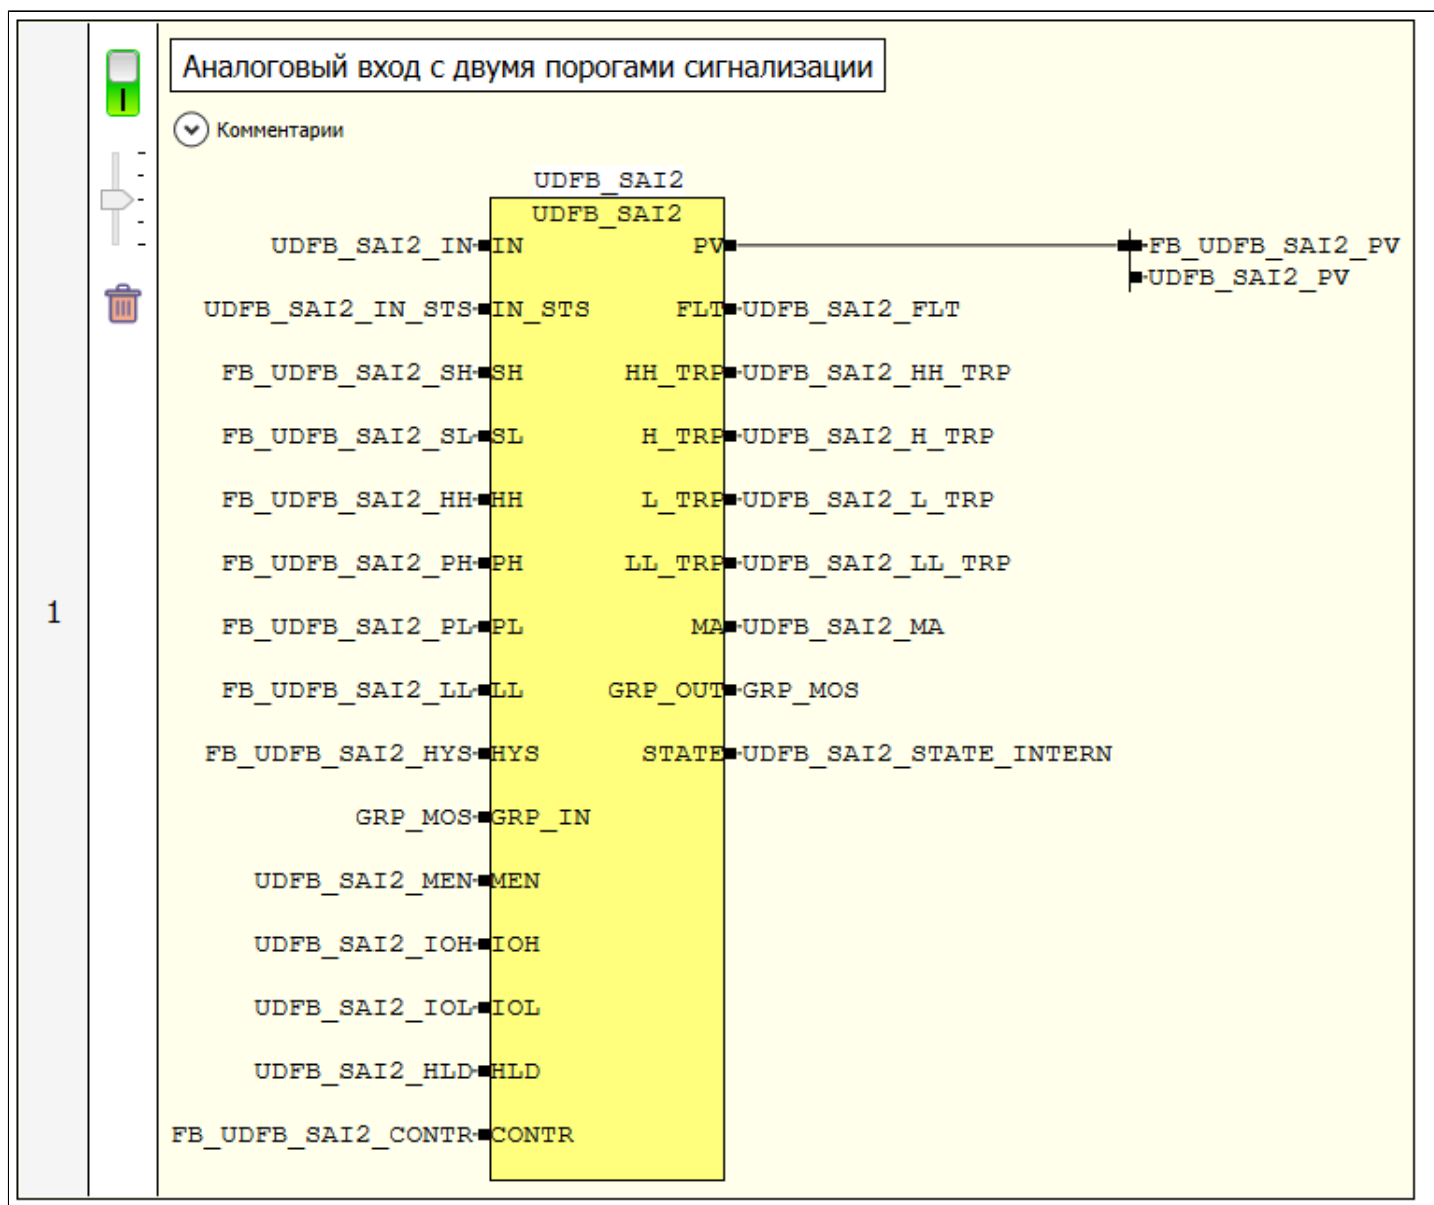 Аналоговый вход с двумя порогами сигнализации
Комментарии
UDFB_SAI2
UDFB_SAI2
UDFB_SAI2_IN IN PV FB_UDFB_SAI2_PV
UDFB_SAI2_PV
UDFB_SAI2_IN_STS IN_STS FLT UDFB_SAI2_FLT
FB_UDFB_SAI2_SH SH HH_TRP UDFB_SAI2_HH_TRP
FB_UDFB_SAI2_SL SL H_TRP UDFB_SAI2_H_TRP
FB_UDFB_SAI2_HH HH L_TRP UDFB_SAI2_L_TRP
FB_UDFB_SAI2_PH PH LL_TRP UDFB_SAI2_LL_TRP
1
FB_UDFB_SAI2_PL PL MA UDFB_SAI2_MA
FB_UDFB_SAI2_LL LL GRP_OUT GRP_MOS
FB_UDFB_SAI2_HYS HYS STATE UDFB_SAI2_STATE_INTERN
GRP_MOS GRP_IN
UDFB_SAI2_MEN MEN
UDFB_SAI2_IOH IOH
UDFB_SAI2_IOL IOL
UDFB_SAI2_HLD HLD
FB_UDFB_SAI2_CONTR CONTR